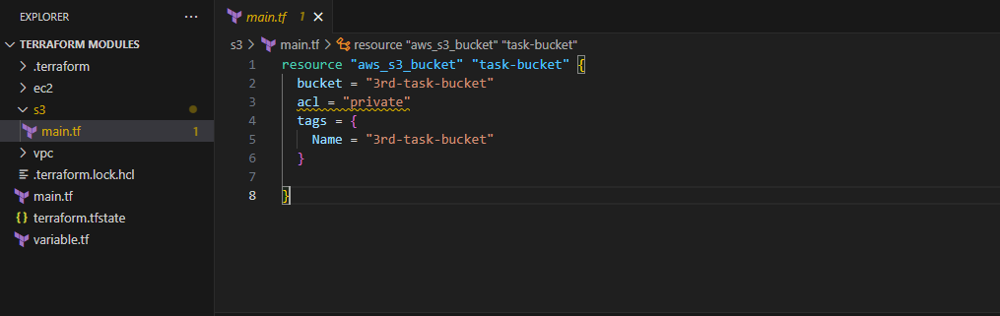 EXPLORER ···
TERRAFORM MODULES
.terraform
ec2
s3
main.tf 1
vpc
.terraform.lock.hcl
main.tf
{} terraform.tfstate
variable.tf
main.tf 1 ×
s3 > main.tf > resource "aws_s3_bucket" "task-bucket"
1 resource "aws_s3_bucket" "task-bucket" {
2   bucket = "3rd-task-bucket"
3   acl = "private"
4   tags = {
5     Name = "3rd-task-bucket"
6   }
7
8 }